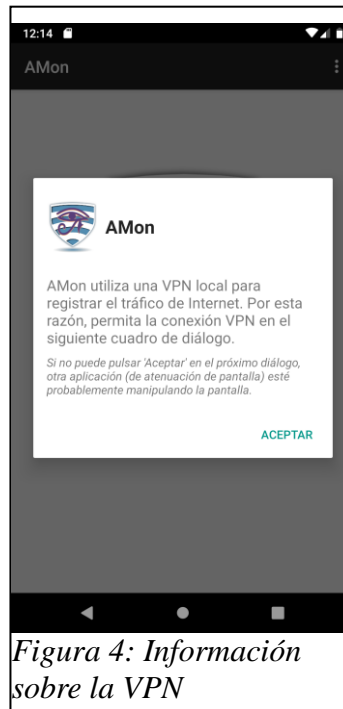 12:14
AMon
AMon
AMon utiliza una VPN local para
registrar el tráfico de Internet. Por esta
razón, permita la conexión VPN en el
siguiente cuadro de diálogo.
Si no puede pulsar 'Aceptar' en el próximo diálogo,
otra aplicación (de atenuación de pantalla) esté
probablemente manipulando la pantalla.
ACEPTAR
Figura 4: Información
sobre la VPN